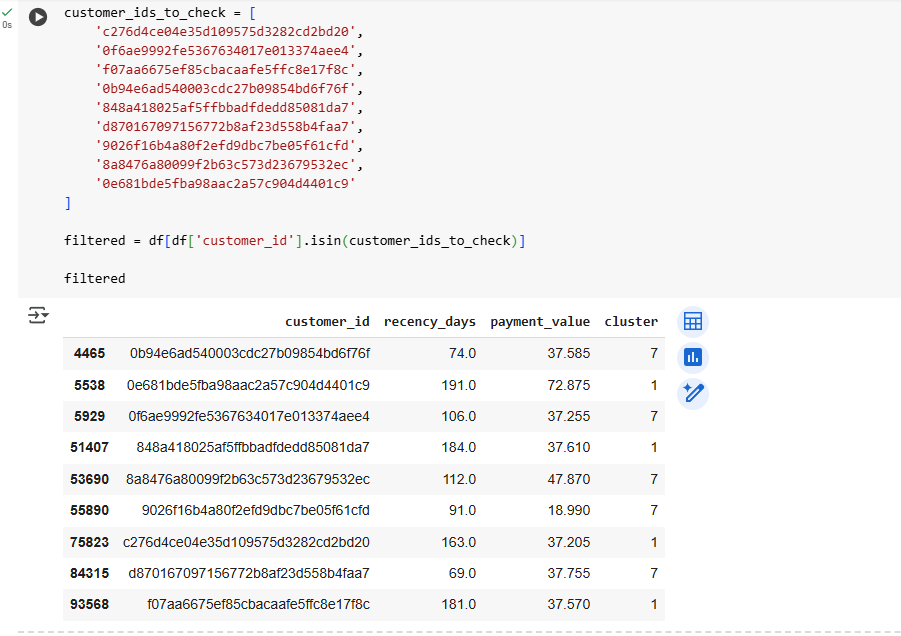 0s
customer_ids_to_check = [
'c276d4ce04e35d109575d3282cd2bd20',
'0f6ae9992fe5367634017e013374aee4',
'f07aa6675ef85cbacaafe5ffc8e17f8c',
'0b94e6ad540003cdc27b09854bd6f76f',
'848a418025af5ffbbadfdedd85081da7',
'd870167097156772b8af23d558b4faa7',
'9026f16b4a80f2efd9dbc7be05f61cfd',
'8a8476a80099f2b63c573d23679532ec',
'0e681bde5fba98aac2a57c904d4401c9'
]
filtered = df[df['customer_id'].isin(customer_ids_to_check)]
filtered
customer_id recency_days payment_value cluster
4465 0b94e6ad540003cdc27b09854bd6f76f 74.0 37.585 7
5538 0e681bde5fba98aac2a57c904d4401c9 191.0 72.875 1
5929 0f6ae9992fe5367634017e013374aee4 106.0 37.255 7
51407 848a418025af5ffbbadfdedd85081da7 184.0 37.610 1
53690 8a8476a80099f2b63c573d23679532ec 112.0 47.870 7
55890 9026f16b4a80f2efd9dbc7be05f61cfd 91.0 18.990 7
75823 c276d4ce04e35d109575d3282cd2bd20 163.0 37.205 1
84315 d870167097156772b8af23d558b4faa7 69.0 37.755 7
93568 f07aa6675ef85cbacaafe5ffc8e17f8c 181.0 37.570 1